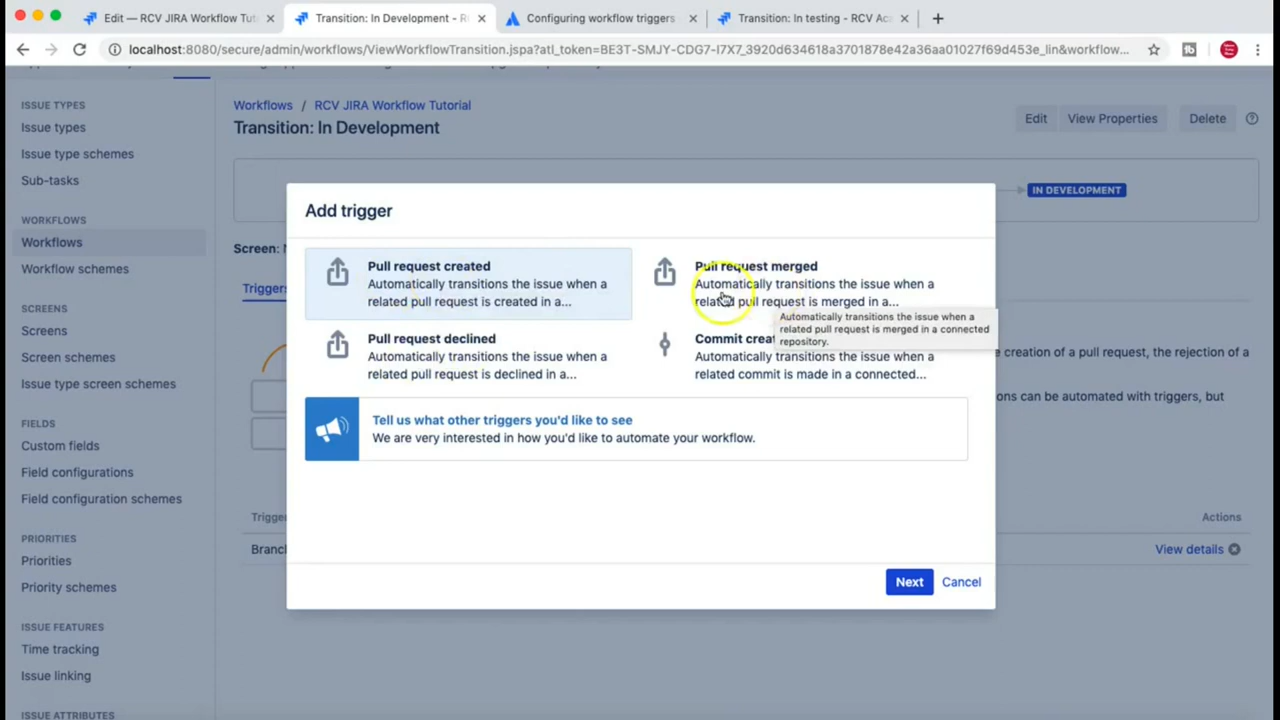 Edit — RCV JIRA Workflow Tut
Transition: In Development - R
Configuring workflow triggers
Transition: In testing - RCV Ac
localhost:8080/secure/admin/workflows/ViewWorkflowTransition.jspa?atl_token=BE3T-SMJY-CDG7-I7X7_3920d634618a3701878e42a36aa01027f69d453e_lin&workflow...
ISSUE TYPES
Issue types
Issue type schemes
Sub-tasks
WORKFLOWS
Workflows
Workflow schemes
SCREENS
Screens
Screen schemes
Issue type screen schemes
FIELDS
Custom fields
Field configurations
Field configuration schemes
PRIORITIES
Priorities
Priority schemes
ISSUE FEATURES
Time tracking
Issue linking
ISSUE ATTRIBUTES
Workflows / RCV JIRA Workflow Tutorial
Transition: In Development
Edit
View Properties
Delete
IN DEVELOPMENT
Screen:
Triggers
Add trigger
Pull request created
Automatically transitions the issue when a
related pull request is created in a...
Pull request merged
Automatically transitions the issue when a
related pull request is merged in a...
Automatically transitions the issue when a
related pull request is merged in a connected
repository.
Pull request declined
Automatically transitions the issue when a
related pull request is declined in a...
Commit crea
Automatically transitions the issue when a
related commit is made in a connected...
Tell us what other triggers you'd like to see
We are very interested in how you'd like to automate your workflow.
Next
Cancel
creation of a pull request, the rejection of a
ons can be automated with triggers, but
Trigge
Actions
Branch
View details